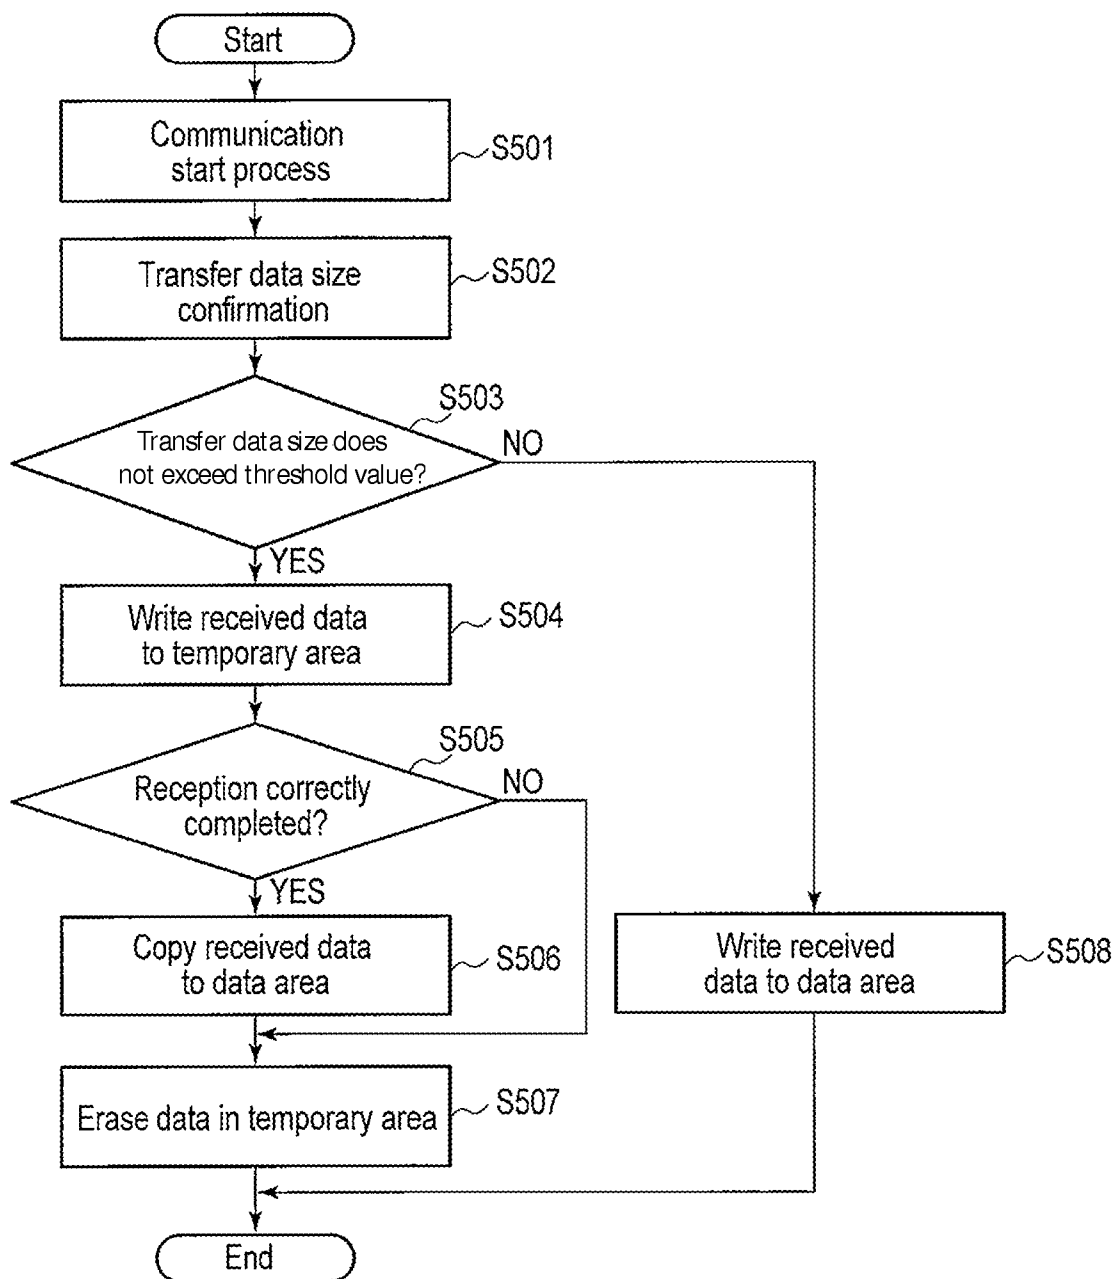 Start
Communication
start process
S501
Transfer data size
confirmation
S502
S503
Transfer data size does
not exceed threshold value?
NO
YES
Write received data
to temporary area
S504
S505
Reception correctly
completed?
NO
YES
Copy received data
to data area
S506
Write received
data to data area
S508
Erase data in temporary area
S507
End